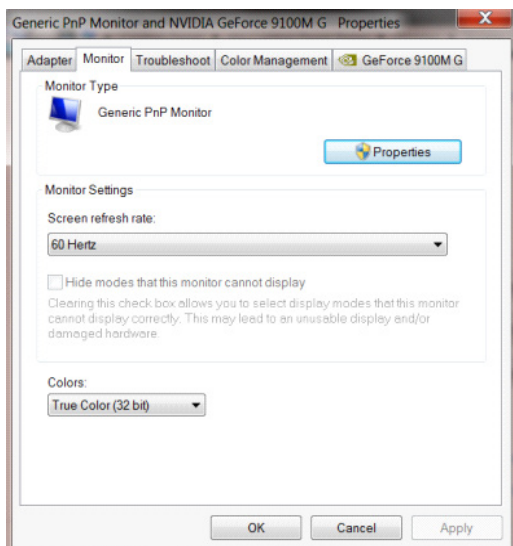 Generic PnP Monitor and NVIDIA GeForce 9100M G Properties
X
Adapter Monitor Troubleshoot Color Management GeForce 9100M G
Monitor Type
Generic PnP Monitor
Properties
Monitor Settings
Screen refresh rate:
60 Hertz
Hide modes that this monitor cannot display
Clearing this check box allows you to select display modes that this monitor
cannot display correctly. This may lead to an unusable display and/or
damaged hardware.
Colors:
True Color (32 bit)
OK Cancel Apply